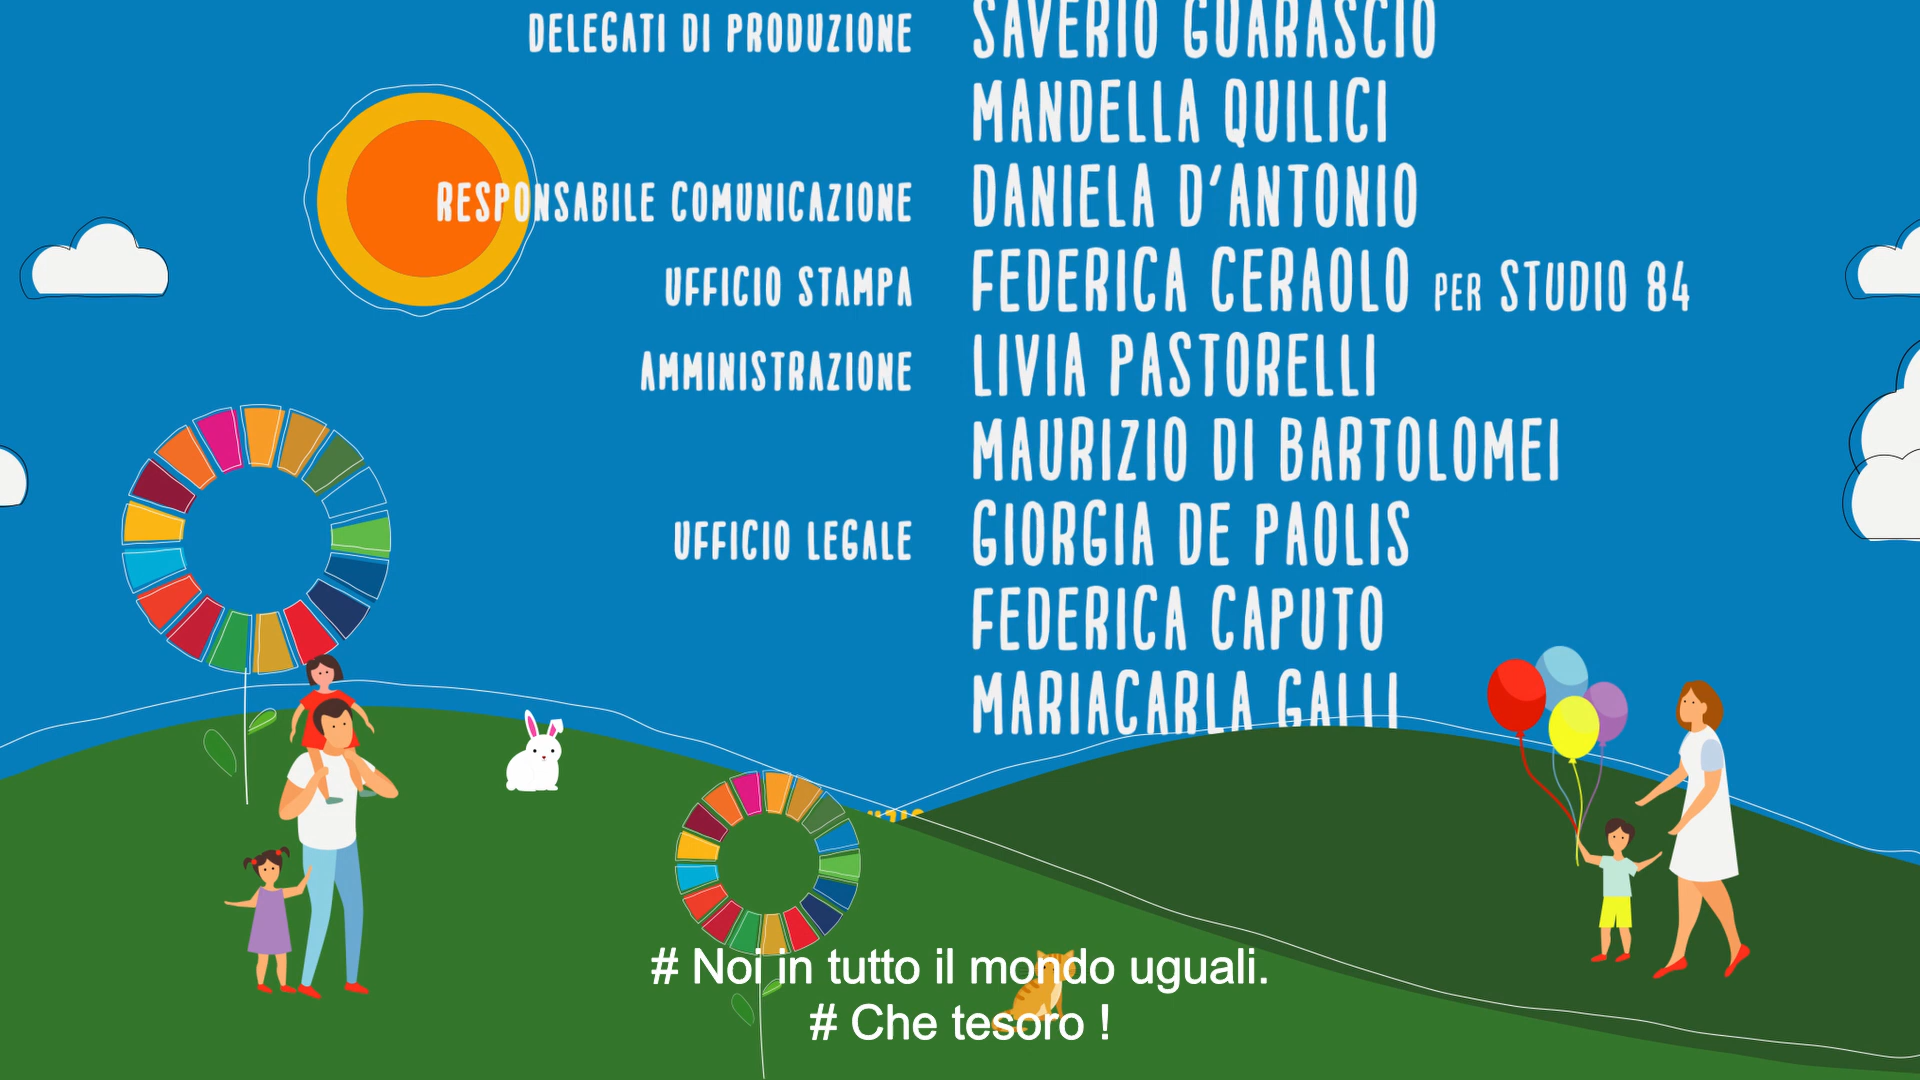 DELEGATI DI PRODUZIONE SAVERIO GUARASCIO
MANDELLA QUILICI
RESPONSABILE COMUNICAZIONE DANIELA D'ANTONIO
UFFICIO STAMPA FEDERICA CERAOLO PER STUDIO 84
AMMINISTRAZIONE LIVIA PASTORELLI
MAURIZIO DI BARTOLOMEI
UFFICIO LEGALE GIORGIA DE PAOLIS
FEDERICA CAPUTO
MARIACARLA GALLI
# Noi in tutto il mondo uguali.
# Che tesoro !